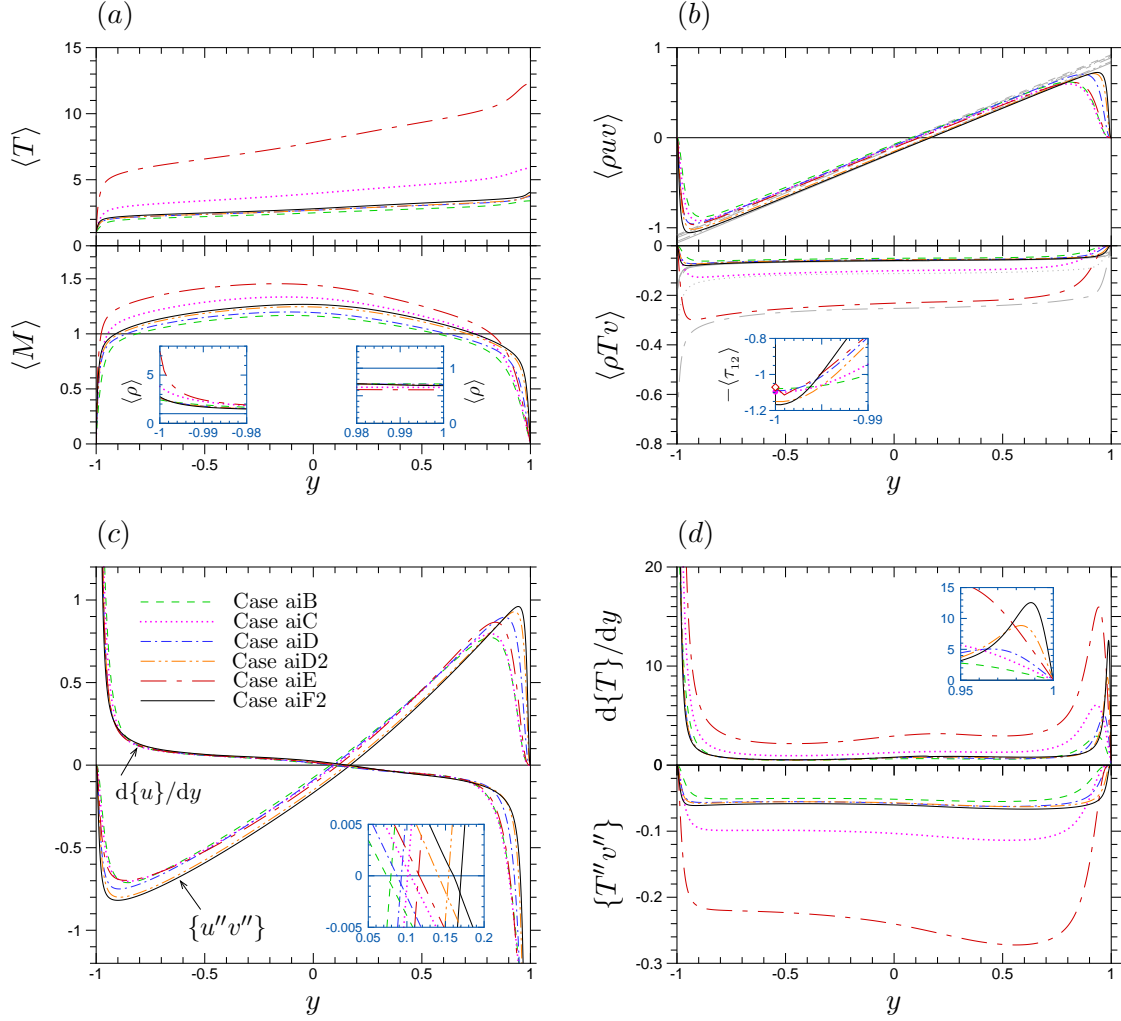 (a)
15
10
5
0
⟨T⟩
1.5
1
0.5
0
⟨M⟩
5
0
⟨ρ⟩
-1 -0.99 -0.98
1
0
⟨ρ⟩
0.98 0.99 1
-1 -0.5 0 0.5 1
y
(b)
1
0
-1
⟨ρuv⟩
0
-0.2
-0.4
-0.6
-0.8
⟨ρTv⟩
-0.8
-1
-1.2
−⟨τ12⟩
-1 -0.99
-1 -0.5 0 0.5 1
y
(c)
1
0.5
0
-0.5
-1
Case aiB
Case aiC
Case aiD
Case aiD2
Case aiE
Case aiF2
d{u}/dy
{u″v″}
0.005
0
-0.005
0.05 0.1 0.15 0.2
-1 -0.5 0 0.5 1
y
(d)
20
10
0
d{T}/dy
15
10
5
0
0.95 1
-0.1
-0.2
-0.3
{T″v″}
-1 -0.5 0 0.5 1
y